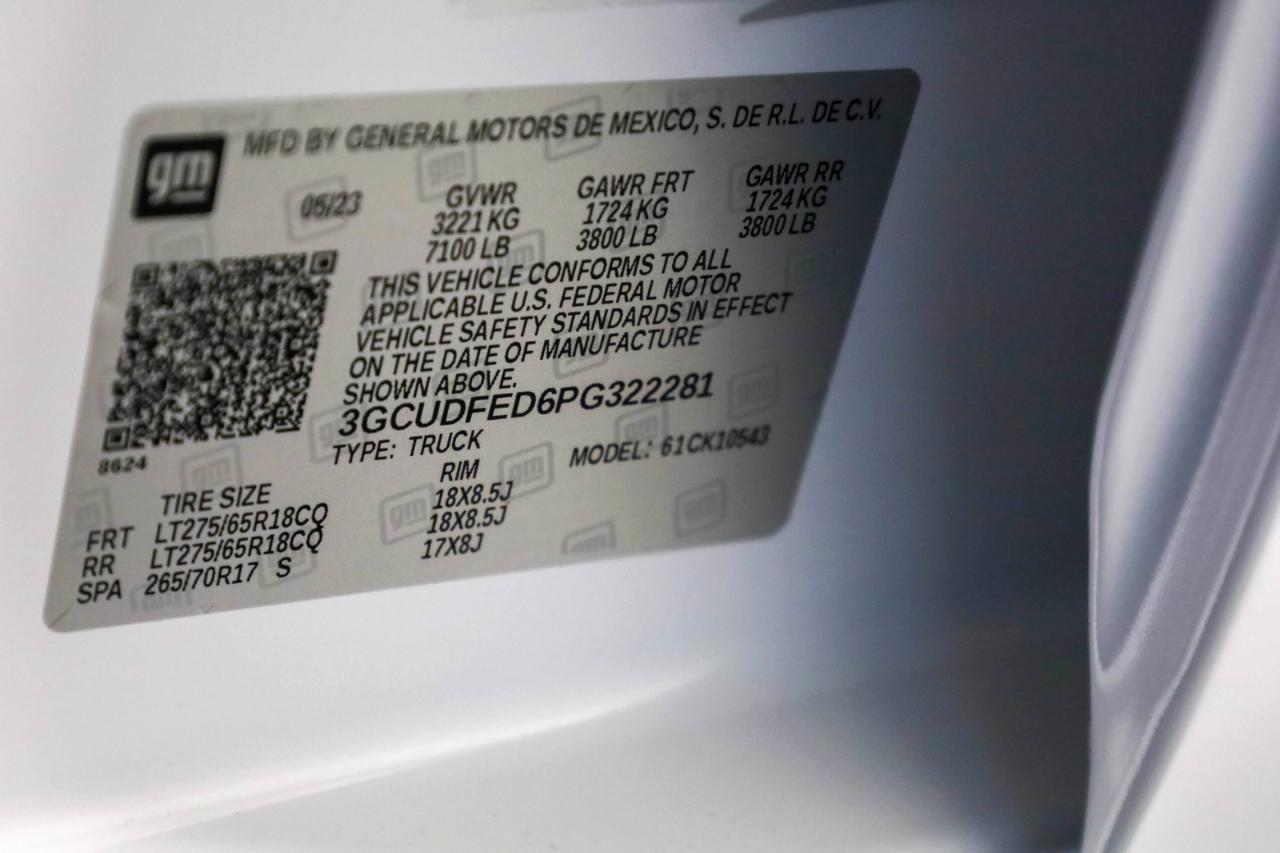 gm
MFD BY GENERAL MOTORS DE MEXICO, S. DE R.L. DE C.V.
06/23 GVWR GAWR FRT GAWR RR
3221 KG 1724 KG 1724 KG
7100 LB 3800 LB 3800 LB
THIS VEHICLE CONFORMS TO ALL
APPLICABLE U.S. FEDERAL MOTOR
VEHICLE SAFETY STANDARDS IN EFFECT
ON THE DATE OF MANUFACTURE
SHOWN ABOVE.
3GCUDFED6PG322281
8624
TYPE: TRUCK MODEL: 61CK10543
TIRE SIZE RIM
FRT LT275/65R18CQ 18X8.5J
RR LT275/65R18CQ 18X8.5J
SPA 265/70R17 S 17X8J